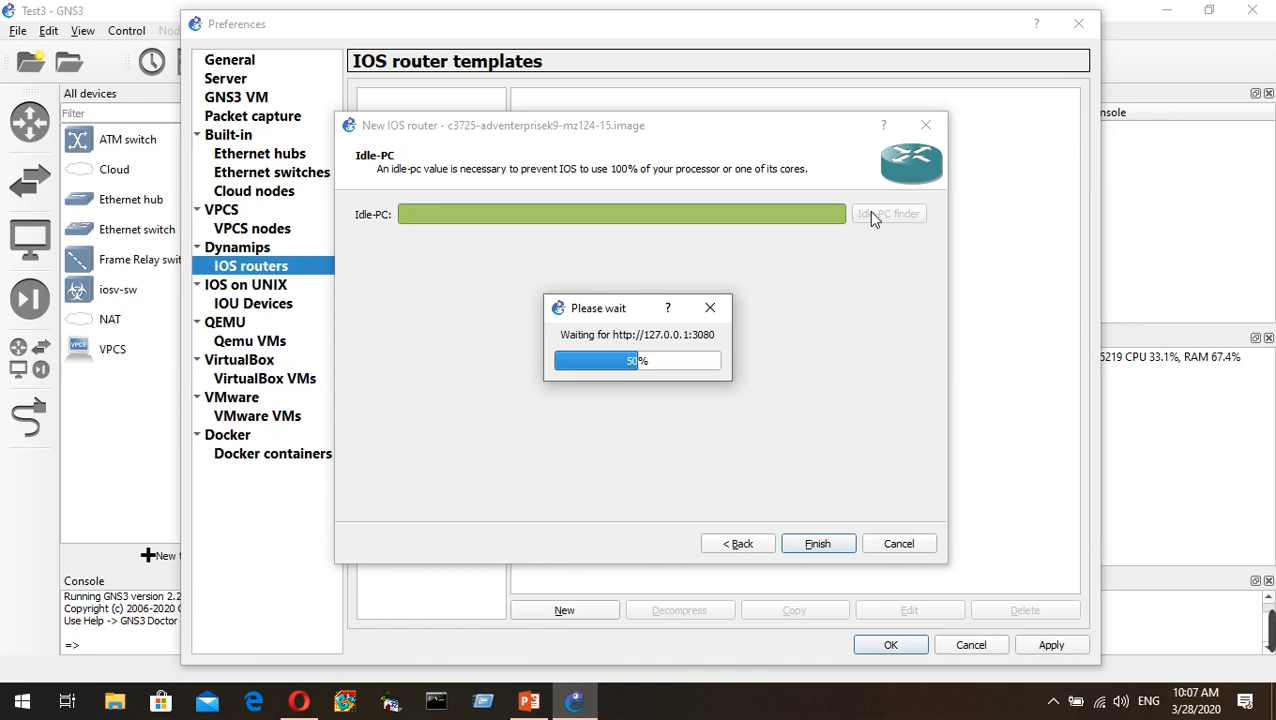 Test3 - GNS3
File Edit View Control
All devices
Filter
ATM switch
Cloud
Ethernet hub
Ethernet switch
Frame Relay swit
iosv-sw
NAT
VPCS
New t
Console
Running GNS3 version 2.2
Copyright (c) 2006-2020
Use Help -> GNS3 Doctor
=>
Preferences
General
Server
GNS3 VM
Packet capture
Built-in
Ethernet hubs
Ethernet switches
Cloud nodes
VPCS
VPCS nodes
Dynamips
IOS routers
IOS on UNIX
IOU Devices
QEMU
Qemu VMs
VirtualBox
VirtualBox VMs
VMware
VMware VMs
Docker
Docker containers
IOS router templates
New IOS router - c3725-adventerprisek9-mz124-15.image
Idle-PC
An idle-pc value is necessary to prevent IOS to use 100% of your processor or one of its cores.
Idle-PC:
Idle-PC finder
Please wait
Waiting for http://127.0.0.1:3080
50%
< Back Finish Cancel
New Decompress Copy Edit Delete
OK Cancel Apply
onsole
5219 CPU 33.1%, RAM 67.4%
ENG
10:07 AM
3/28/2020